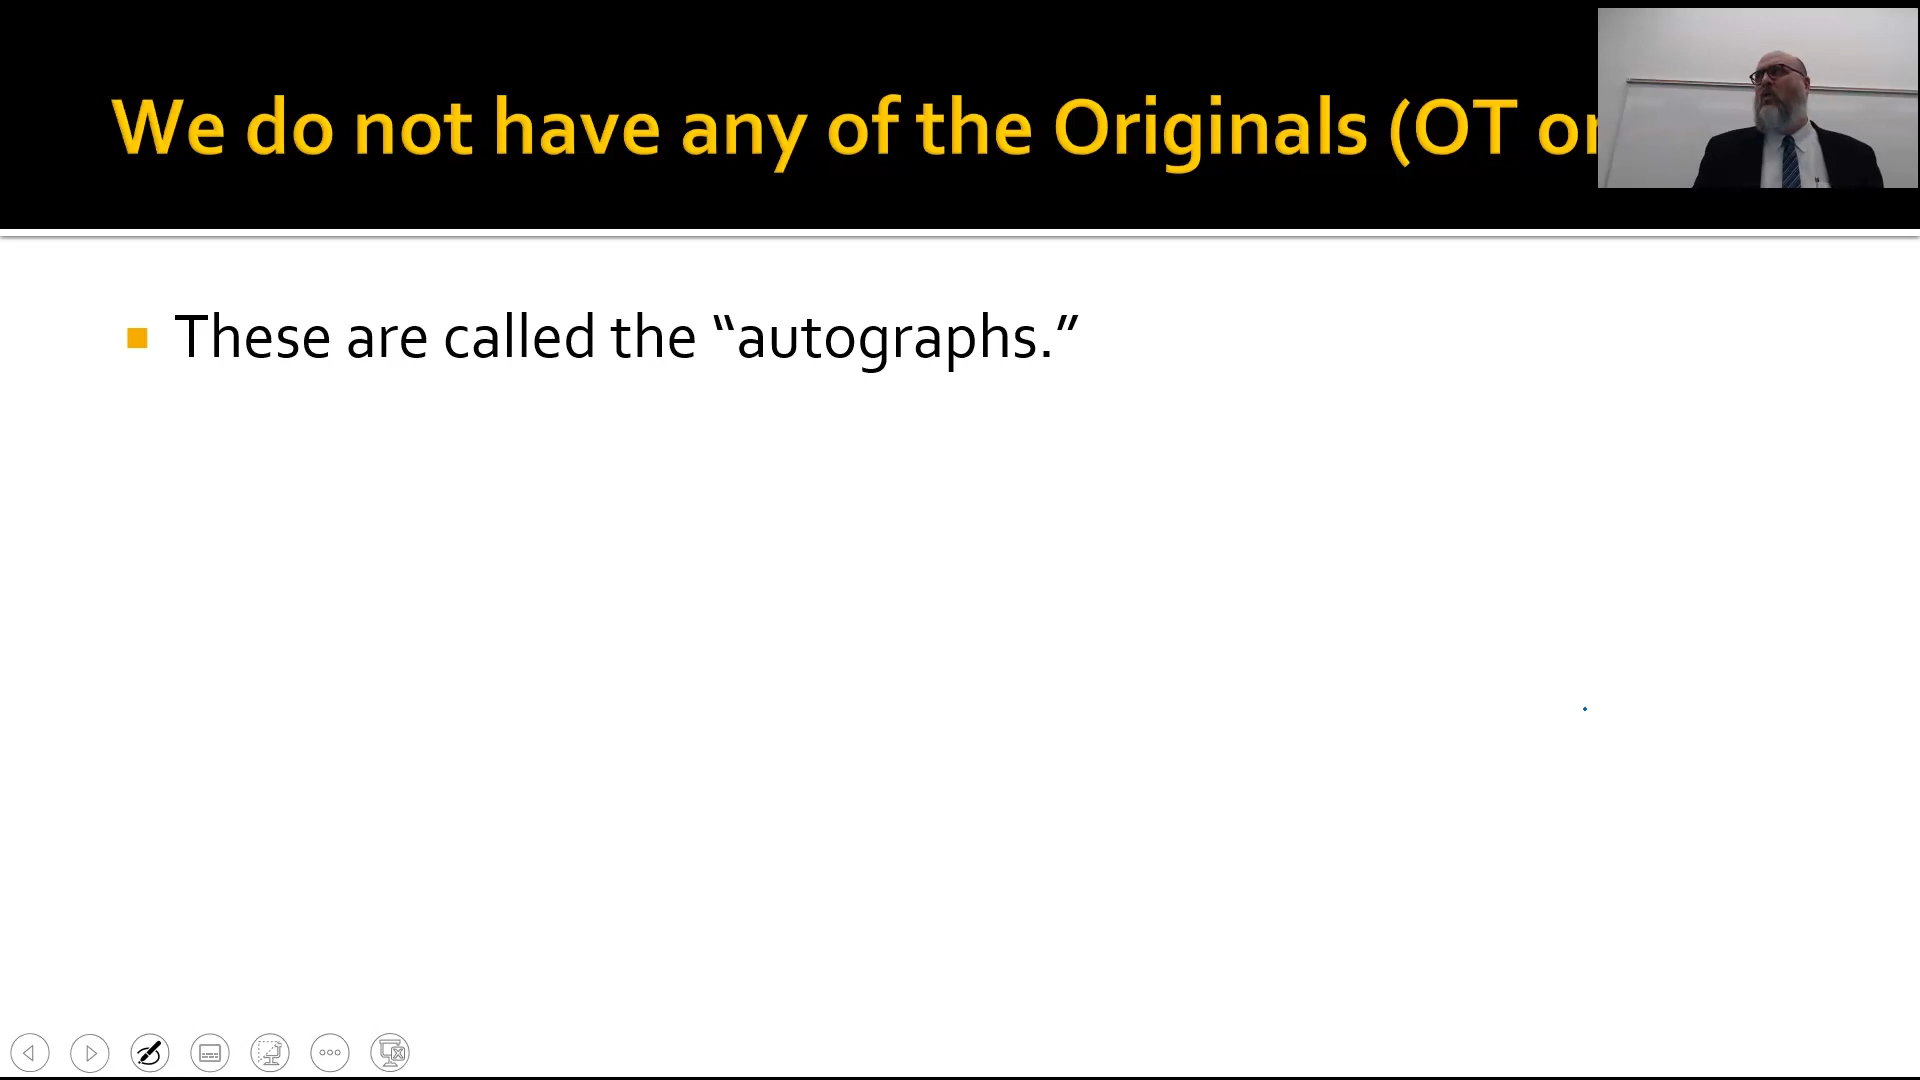 We do not have any of the Originals (OT or
These are called the “autographs.”